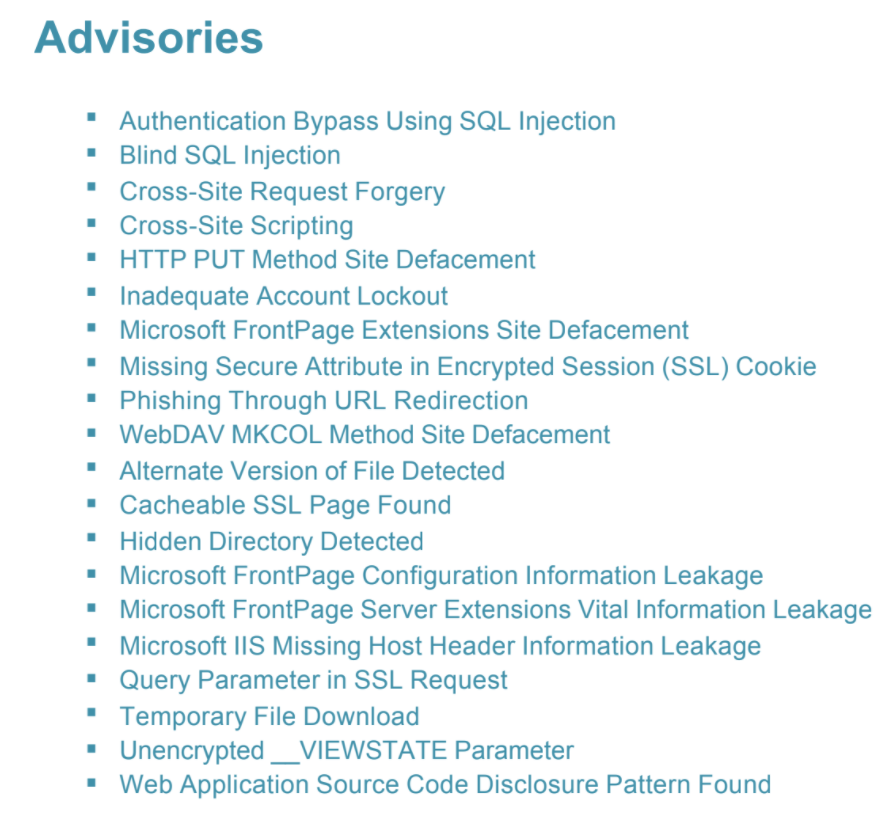 Advisories
▪ Authentication Bypass Using SQL Injection
▪ Blind SQL Injection
▪ Cross-Site Request Forgery
▪ Cross-Site Scripting
▪ HTTP PUT Method Site Defacement
▪ Inadequate Account Lockout
▪ Microsoft FrontPage Extensions Site Defacement
▪ Missing Secure Attribute in Encrypted Session (SSL) Cookie
▪ Phishing Through URL Redirection
▪ WebDAV MKCOL Method Site Defacement
▪ Alternate Version of File Detected
▪ Cacheable SSL Page Found
▪ Hidden Directory Detected
▪ Microsoft FrontPage Configuration Information Leakage
▪ Microsoft FrontPage Server Extensions Vital Information Leakage
▪ Microsoft IIS Missing Host Header Information Leakage
▪ Query Parameter in SSL Request
▪ Temporary File Download
▪ Unencrypted __VIEWSTATE Parameter
▪ Web Application Source Code Disclosure Pattern Found